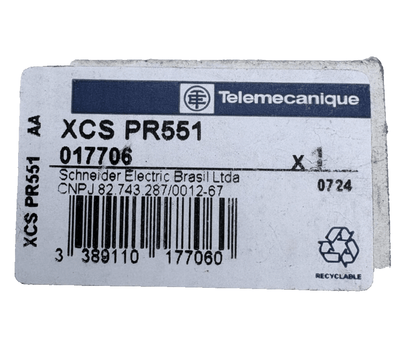 Telemecanique
XCS PR551 AA
XCS PR551
017706
x 1
Schneider Electric Brasil Ltda
CNPJ 82.743.287/0012-67
0724
3 389110 177060
RECYCLABLE